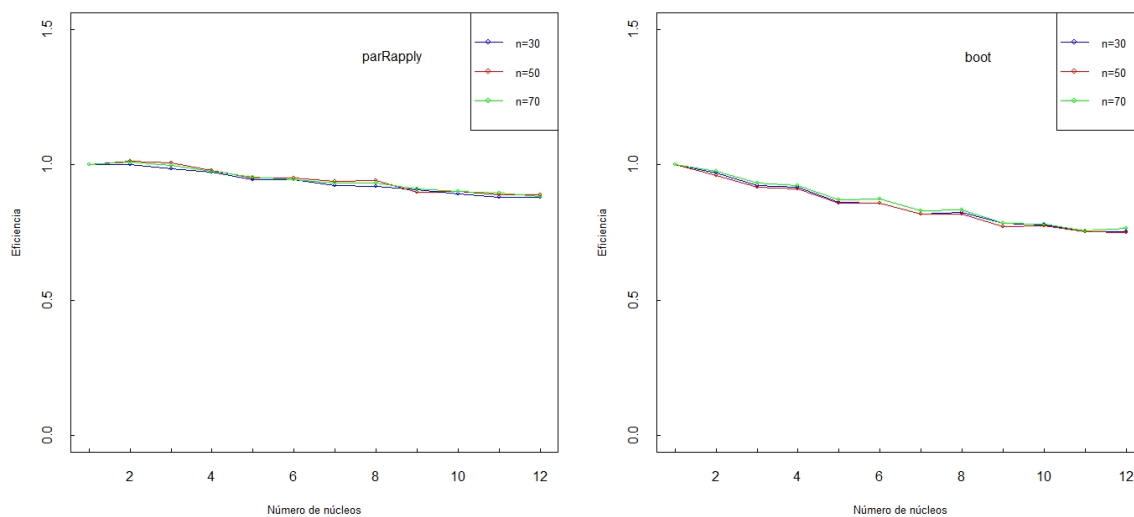 parRapply
n=30
n=50
n=70
1.5
1.0
0.5
0.0
Eficiencia
2 4 6 8 10 12
Número de núcleos
boot
n=30
n=50
n=70
1.5
1.0
0.5
0.0
Eficiencia
2 4 6 8 10 12
Número de núcleos